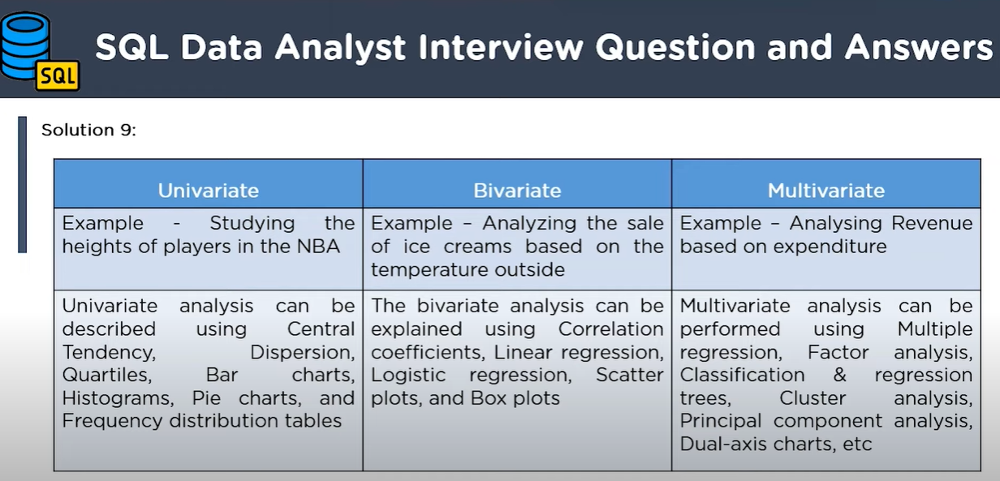 SQL Data Analyst Interview Question and Answers
SQL
Solution 9:
Univariate
Bivariate
Multivariate
Example - Studying the
heights of players in the NBA
Example – Analyzing the sale
of ice creams based on the
temperature outside
Example – Analysing Revenue
based on expenditure
Univariate analysis can be
described using Central
Tendency, Dispersion,
Quartiles, Bar charts,
Histograms, Pie charts, and
Frequency distribution tables
The bivariate analysis can be
explained using Correlation
coefficients, Linear regression,
Logistic regression, Scatter
plots, and Box plots
Multivariate analysis can be
performed using Multiple
regression, Factor analysis,
Classification & regression
trees, Cluster analysis,
Principal component analysis,
Dual-axis charts, etc